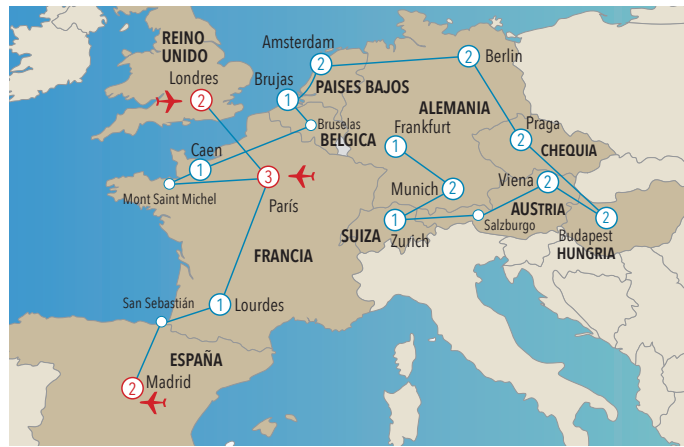 REINO
UNIDO
Londres
2
Amsterdam
2
Berlin
2
Brujas
1
PAISES BAJOS
Bruselas
BELGICA
ALEMANIA
Frankfurt
1
Praga
2
CHEQUIA
Caen
1
Mont Saint Michel
3
París
Munich
2
Viena
2
AUSTRIA
Salzburgo
2
Budapest
HUNGRIA
SUIZA
1
Zurich
FRANCIA
San Sebastián
1
Lourdes
ESPAÑA
2
Madrid